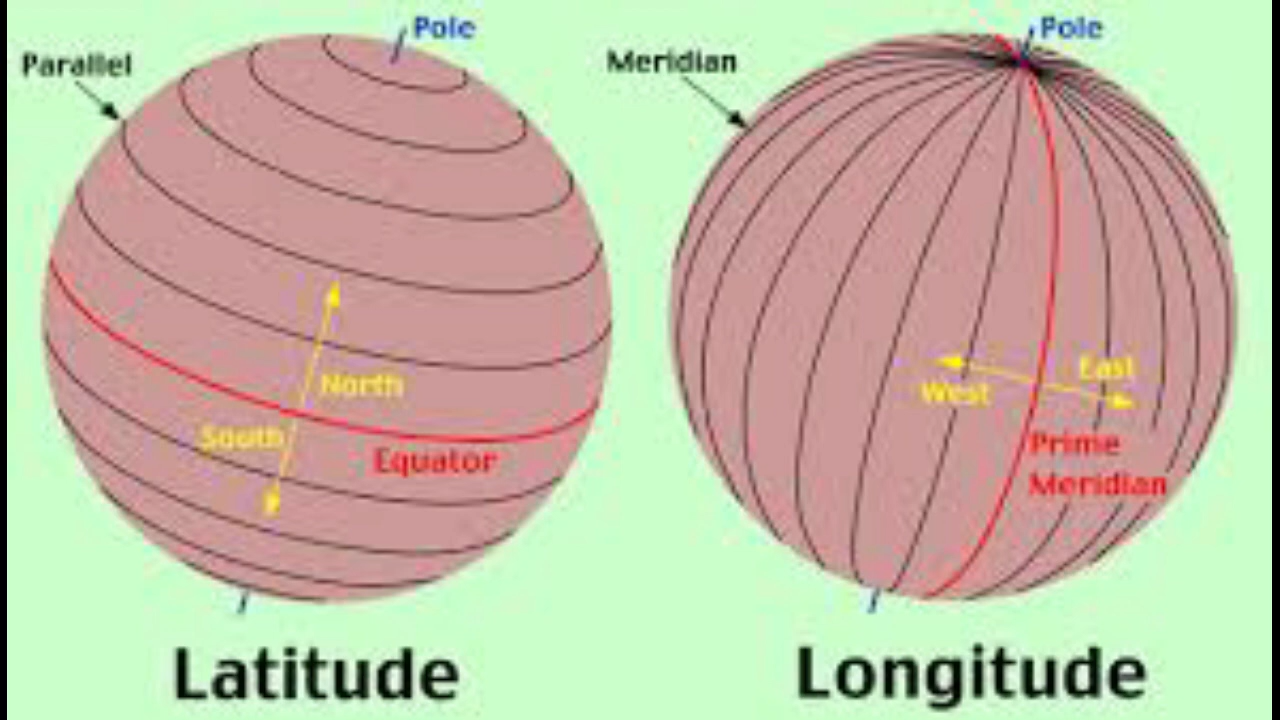 Pole
Parallel
North
South
Equator
Latitude
Pole
Meridian
West
East
Prime
Meridian
Longitude